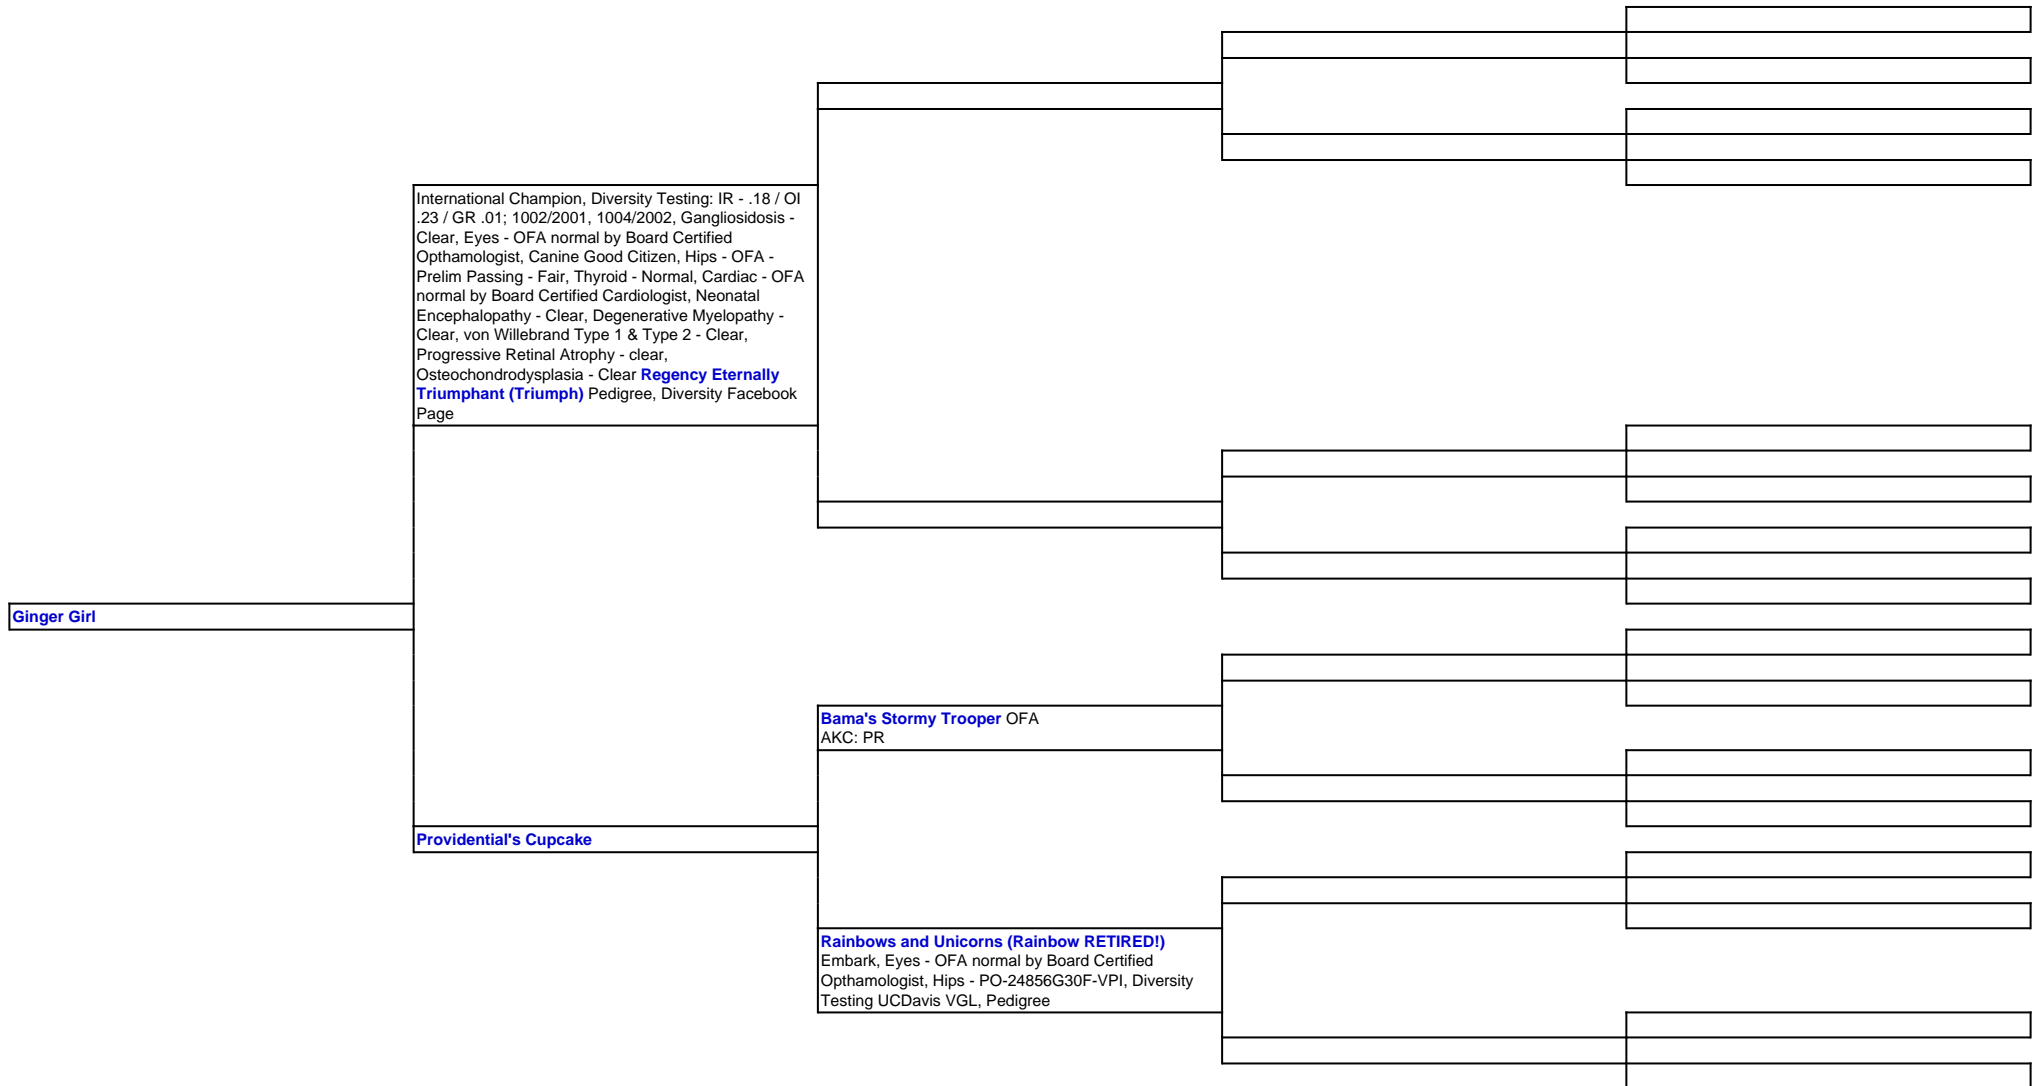 International Champion, Diversity Testing: IR - .18 / OI
.23 / GR .01; 1002/2001, 1004/2002, Gangliosidosis -
Clear, Eyes - OFA normal by Board Certified
Opthamologist, Canine Good Citizen, Hips - OFA -
Prelim Passing - Fair, Thyroid - Normal, Cardiac - OFA
normal by Board Certified Cardiologist, Neonatal
Encephalopathy - Clear, Degenerative Myelopathy -
Clear, von Willebrand Type 1 & Type 2 - Clear,
Progressive Retinal Atrophy - clear,
Osteochondrodysplasia - Clear Regency Eternally
Triumphant (Triumph) Pedigree, Diversity Facebook
Page
Ginger Girl
Bama's Stormy Trooper OFA
AKC: PR
Providential's Cupcake
Rainbows and Unicorns (Rainbow RETIRED!)
Embark, Eyes - OFA normal by Board Certified
Opthamologist, Hips - PO-24856G30F-VPI, Diversity
Testing UCDavis VGL, Pedigree